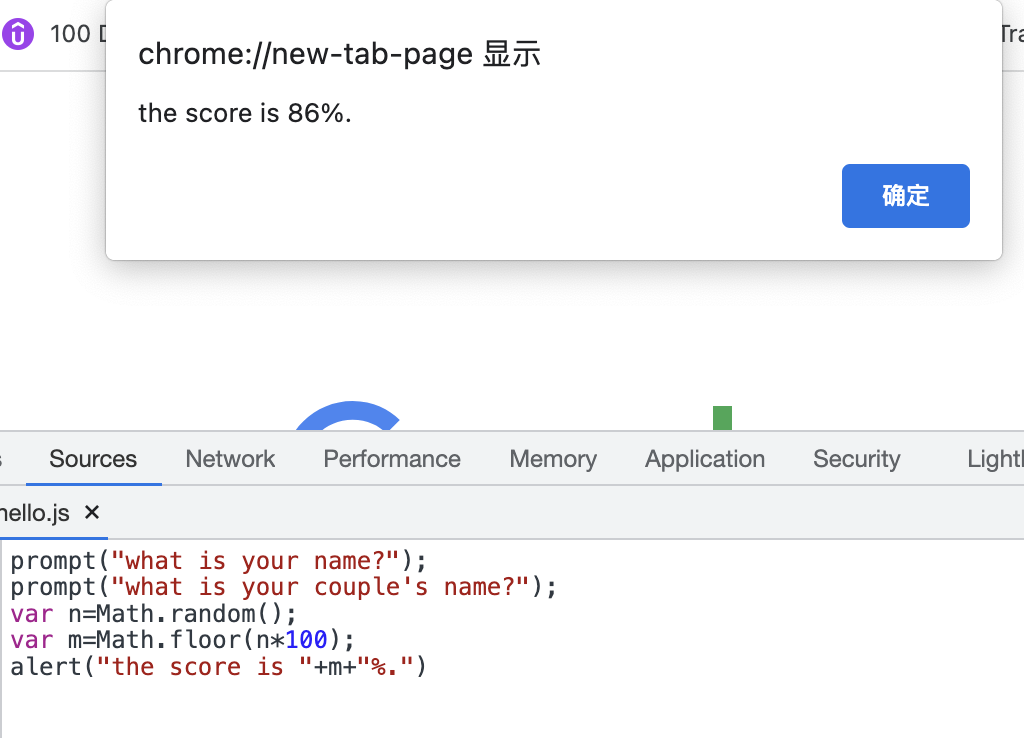 100
chrome://new-tab-page 显示
the score is 86%.
确定
Sources Network Performance Memory Application Security
hello.js ×
prompt("what is your name?");
prompt("what is your couple's name?");
var n=Math.random();
var m=Math.floor(n*100);
alert("the score is "+m+"%.")